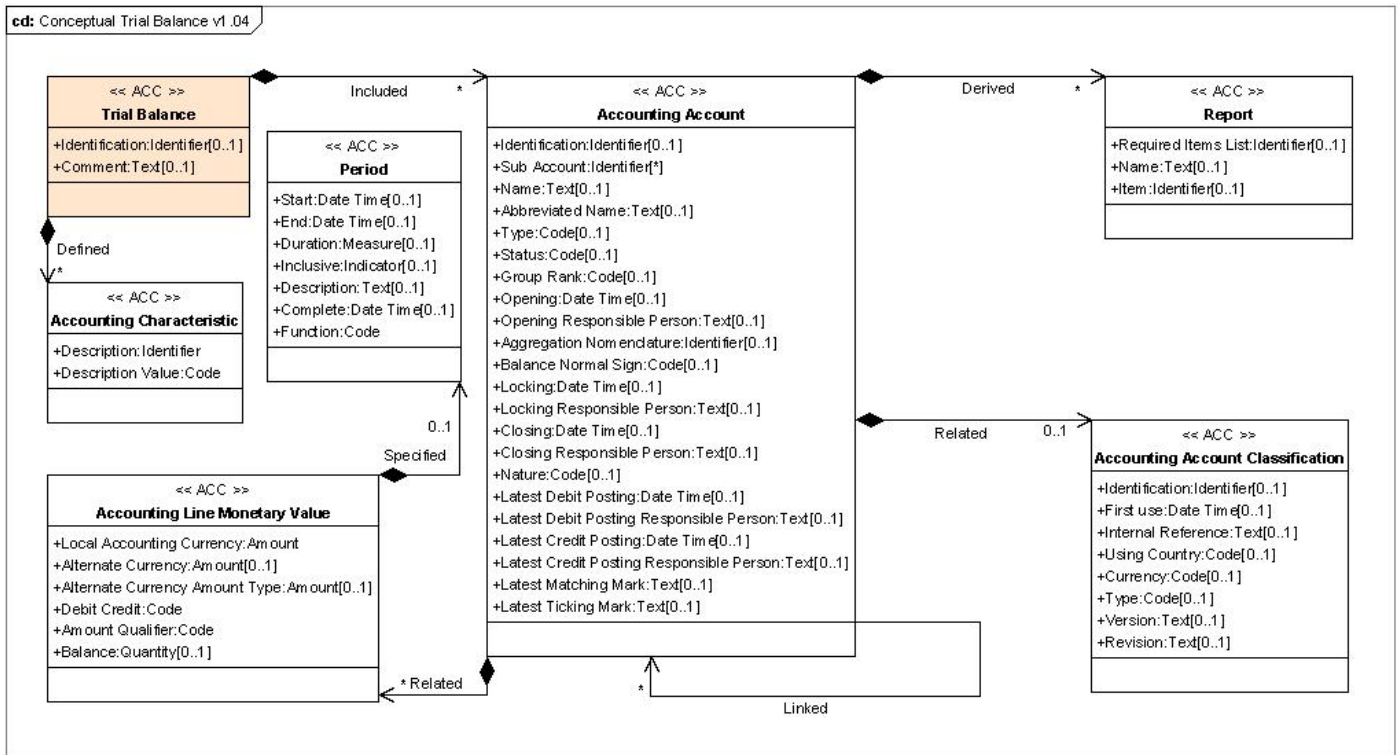 cd: Conceptual Trial Balance v1.04
<< ACC >>
Trial Balance
+Identification:Identifier[0..1]
+Comment:Text[0..1]
Included
*
Defined
*
<< ACC >>
Accounting Characteristic
+Description:Identifier
+Description Value:Code
<< ACC >>
Period
+Start:Date Time[0..1]
+End:Date Time[0..1]
+Duration:Measure[0..1]
+Inclusive:Indicator[0..1]
+Description:Text[0..1]
+Complete:Date Time[0..1]
+Function:Code
0..1
Specified
<< ACC >>
Accounting Line Monetary Value
+Local Accounting Currency:Amount
+Alternate Currency:Amount[0..1]
+Alternate Currency Amount Type:Amount[0..1]
+Debit Credit:Code
+Amount Qualifier:Code
+Balance:Quantity[0..1]
* Related
<< ACC >>
Accounting Account
+Identification:Identifier[0..1]
+Sub Account:Identifier[*]
+Name:Text[0..1]
+Abbreviated Name:Text[0..1]
+Type:Code[0..1]
+Status:Code[0..1]
+Group Rank:Code[0..1]
+Opening:Date Time[0..1]
+Opening Responsible Person:Text[0..1]
+Aggregation Nomenclature:Identifier[0..1]
+Balance Normal Sign:Code[0..1]
+Locking:Date Time[0..1]
+Locking Responsible Person:Text[0..1]
+Closing:Date Time[0..1]
+Closing Responsible Person:Text[0..1]
+Nature:Code[0..1]
+Latest Debit Posting:Date Time[0..1]
+Latest Debit Posting Responsible Person:Text[0..1]
+Latest Credit Posting:Date Time[0..1]
+Latest Credit Posting Responsible Person:Text[0..1]
+Latest Matching Mark:Text[0..1]
+Latest Ticking Mark:Text[0..1]
*
Linked
Derived
*
<< ACC >>
Report
+Required Items List:Identifier[0..1]
+Name:Text[0..1]
+Item:Identifier[0..1]
Related
0..1
<< ACC >>
Accounting Account Classification
+Identification:Identifier[0..1]
+First use:Date Time[0..1]
+Internal Reference:Text[0..1]
+Using Country:Code[0..1]
+Currency:Code[0..1]
+Type:Code[0..1]
+Version:Text[0..1]
+Revision:Text[0..1]